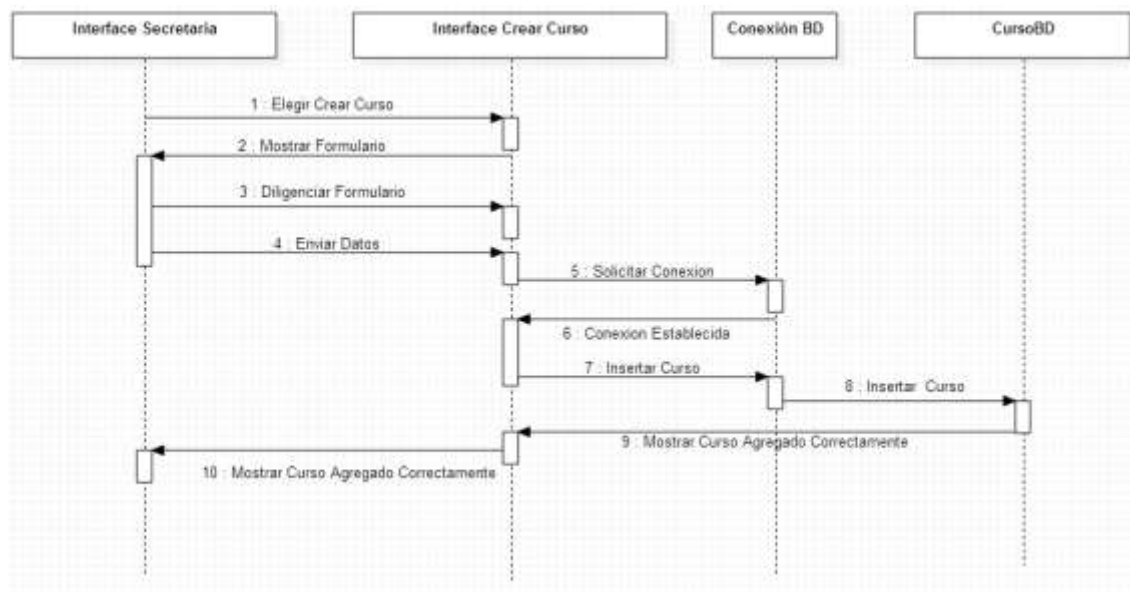 Interface Secretaria
Interface Crear Curso
Conexión BD
CursoBD
1 : Elegir Crear Curso
2 : Mostrar Formulario
3 : Diligenciar Formulario
4 : Enviar Datos
5 : Solicitar Conexion
6 : Conexion Establecida
7 : Insertar Curso
8 : Insertar Curso
9 : Mostrar Curso Agregado Correctamente
10 : Mostrar Curso Agregado Correctamente